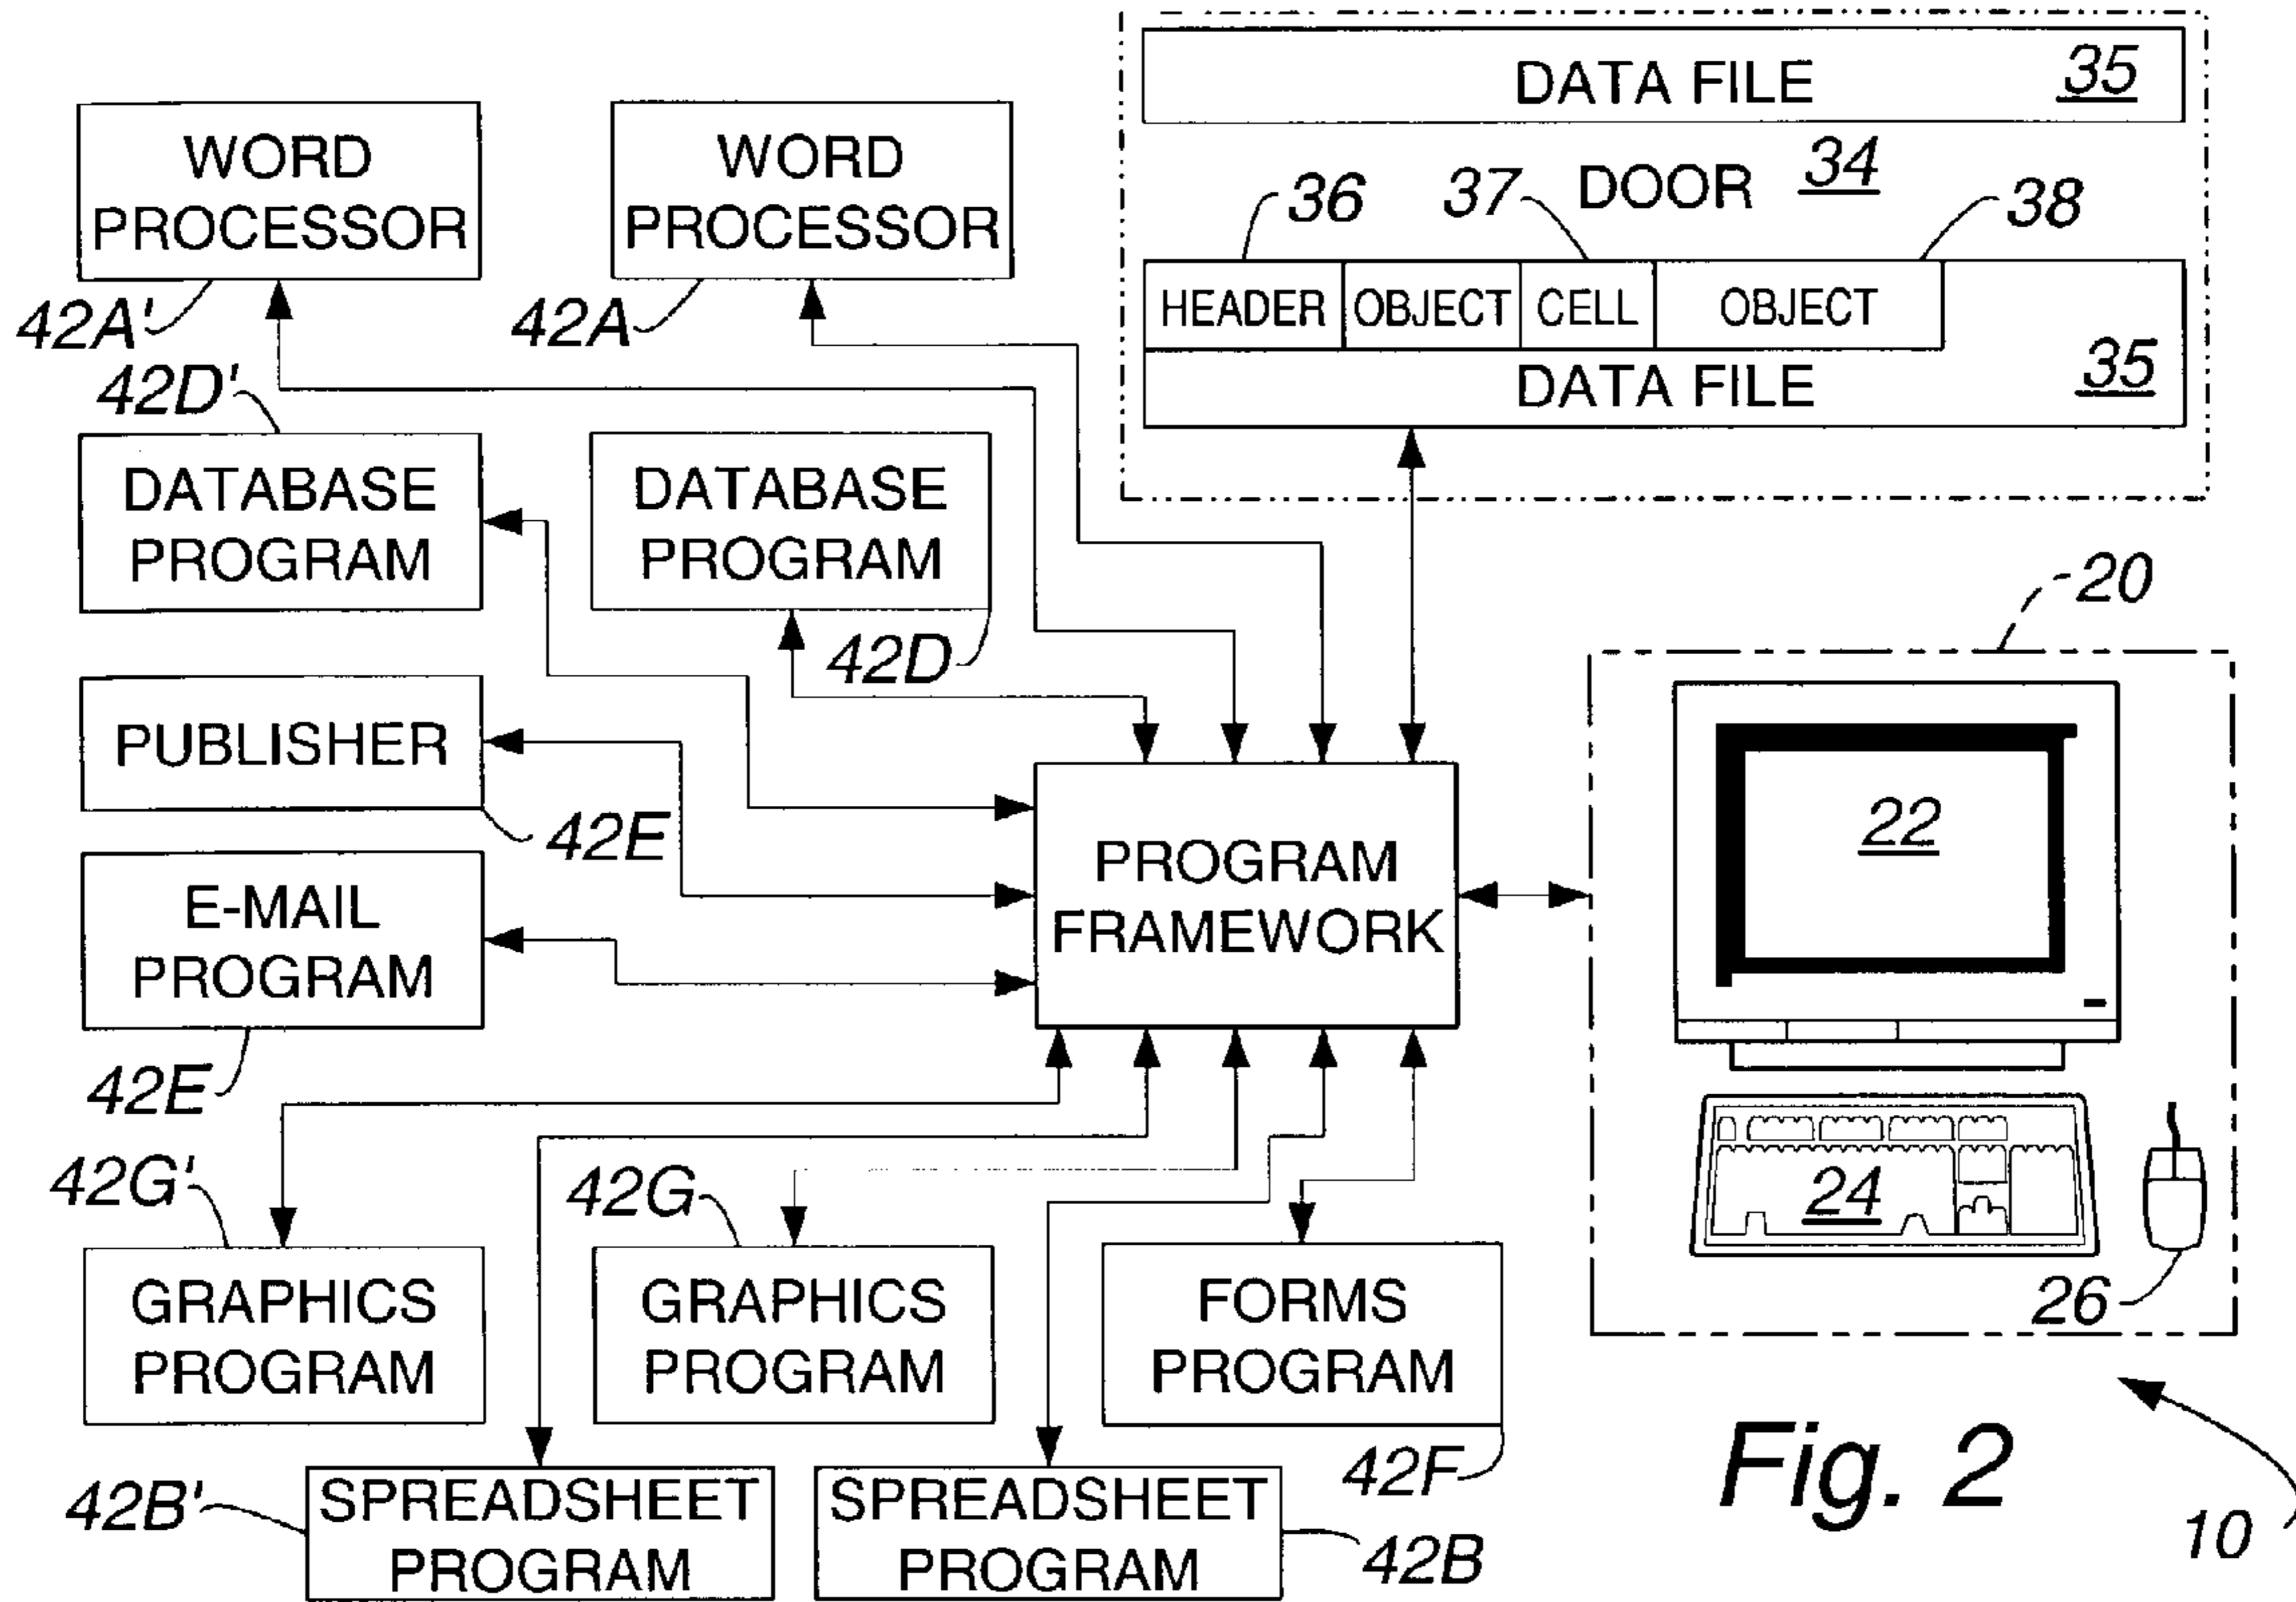 DATA FILE 35
DOOR 34
36
37
38
HEADER OBJECT CELL OBJECT
DATA FILE 35
WORD
PROCESSOR
42A'
WORD
PROCESSOR
42A
42D'
DATABASE
PROGRAM
DATABASE
PROGRAM
42D
PUBLISHER
42E
E-MAIL
PROGRAM
42E
PROGRAM
FRAMEWORK
20
22
24
26
42G'
GRAPHICS
PROGRAM
42G
GRAPHICS
PROGRAM
FORMS
PROGRAM
42F
42B'
SPREADSHEET
PROGRAM
SPREADSHEET
PROGRAM
42B
Fig. 2
10